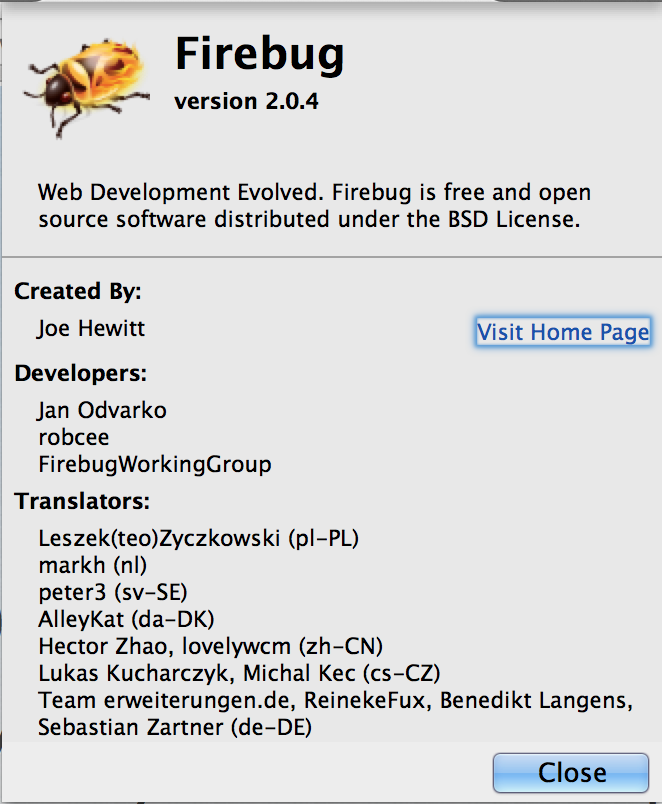 Firebug
version 2.0.4
Web Development Evolved. Firebug is free and open
source software distributed under the BSD License.
Created By:
Joe Hewitt
Visit Home Page
Developers:
Jan Odvarko
robcee
FirebugWorkingGroup
Translators:
Leszek(teo)Zyczkowski (pl-PL)
markh (nl)
peter3 (sv-SE)
AlleyKat (da-DK)
Hector Zhao, lovelywcm (zh-CN)
Lukas Kucharczyk, Michal Kec (cs-CZ)
Team erweiterungen.de, ReinekeFux, Benedikt Langens,
Sebastian Zartner (de-DE)
Close